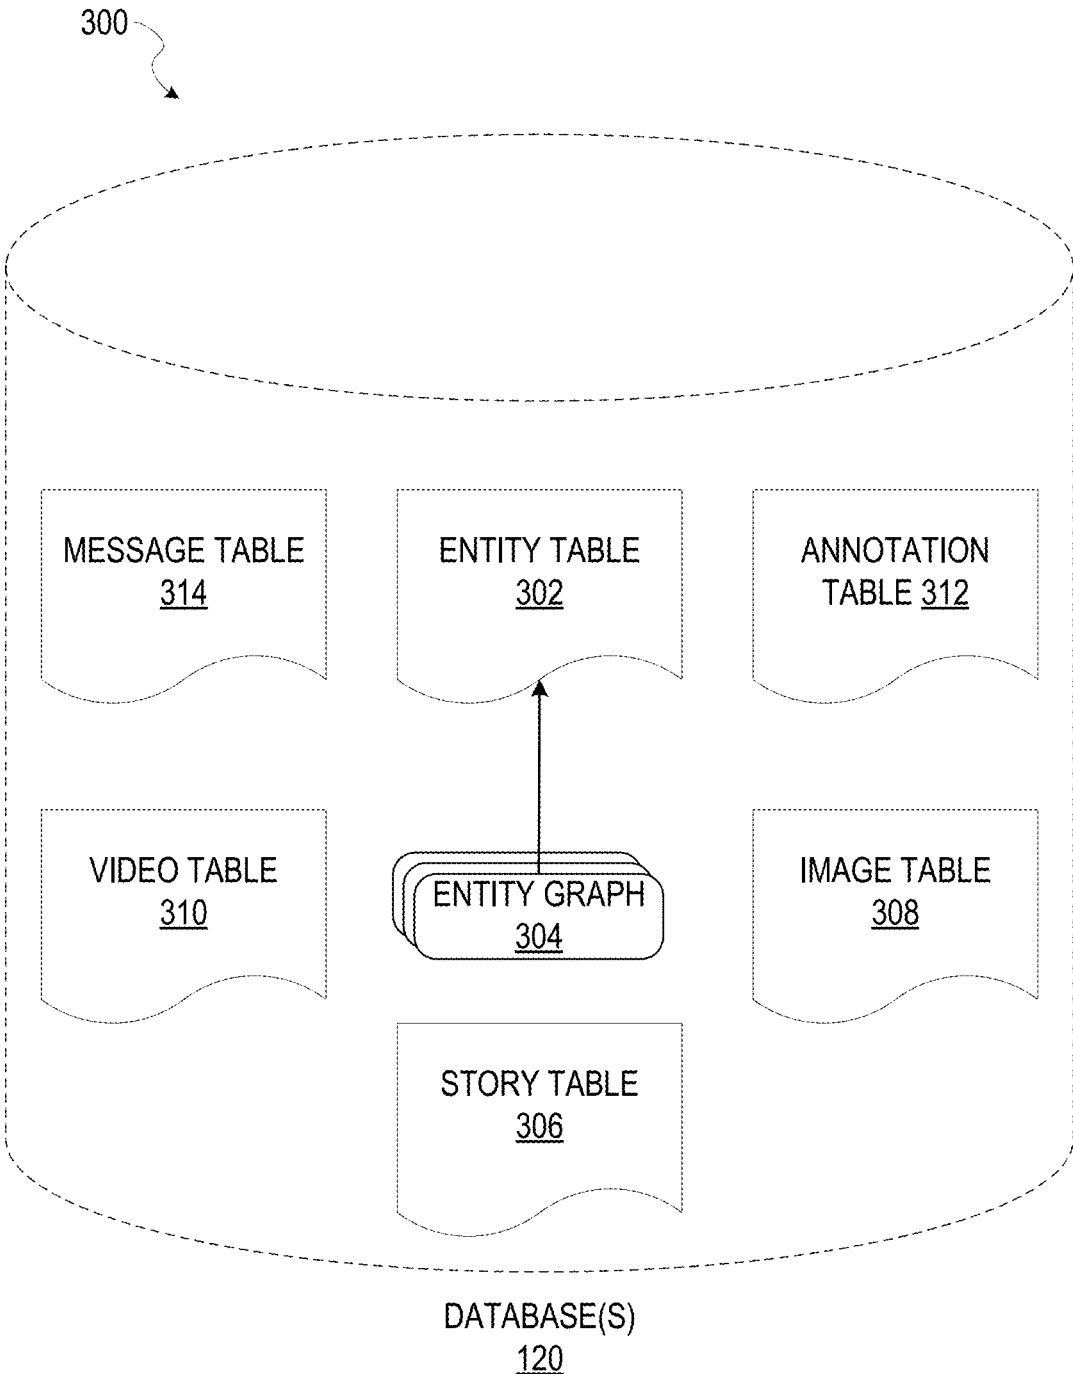 300
MESSAGE TABLE
314
ENTITY TABLE
302
ANNOTATION
TABLE 312
VIDEO TABLE
310
ENTITY GRAPH
304
IMAGE TABLE
308
STORY TABLE
306
DATABASE(S)
120